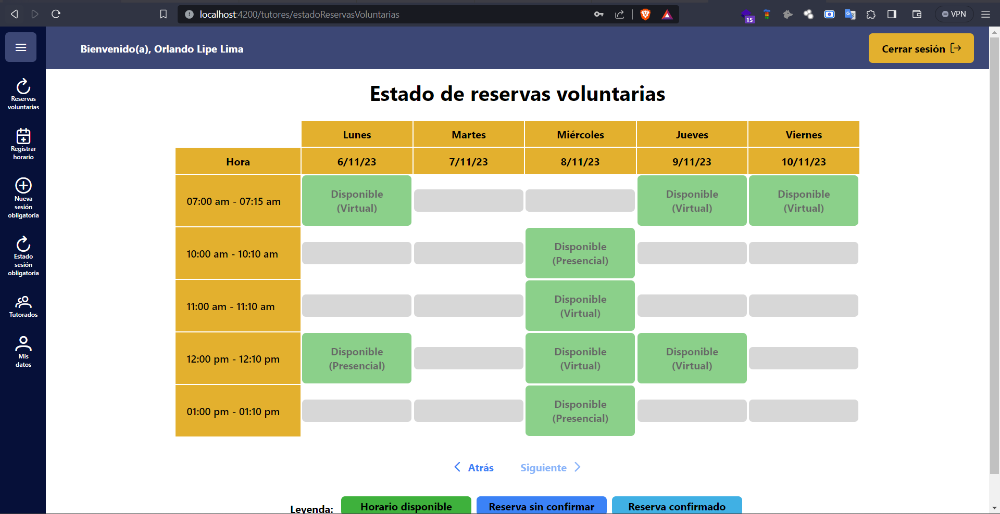 localhost:4200/tutores/estadoReservasVoluntarias
15
VPN
Bienvenido(a), Orlando Lipe Lima
Cerrar sesión
Reservas
voluntarias
Registrar
horario
Nueva
sesión
obligatoria
Estado
sesión
obligatoria
Tutorados
Mis
datos
Estado de reservas voluntarias
Lunes Martes Miércoles Jueves Viernes
Hora 6/11/23 7/11/23 8/11/23 9/11/23 10/11/23
07:00 am - 07:15 am
Disponible
(Virtual)
Disponible
(Virtual)
Disponible
(Virtual)
10:00 am - 10:10 am
Disponible
(Presencial)
11:00 am - 11:10 am
Disponible
(Virtual)
12:00 pm - 12:10 pm
Disponible
(Presencial)
Disponible
(Virtual)
Disponible
(Virtual)
01:00 pm - 01:10 pm
Disponible
(Presencial)
Atrás Siguiente
Leyenda: Horario disponible Reserva sin confirmar Reserva confirmado